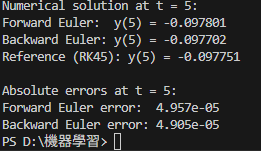 Numerical solution at t = 5:
Forward Euler:  y(5) = -0.097801
Backward Euler: y(5) = -0.097702
Reference (RK45): y(5) = -0.097751
Absolute errors at t = 5:
Forward Euler error:  4.957e-05
Backward Euler error: 4.905e-05
PS D:\機器學習>